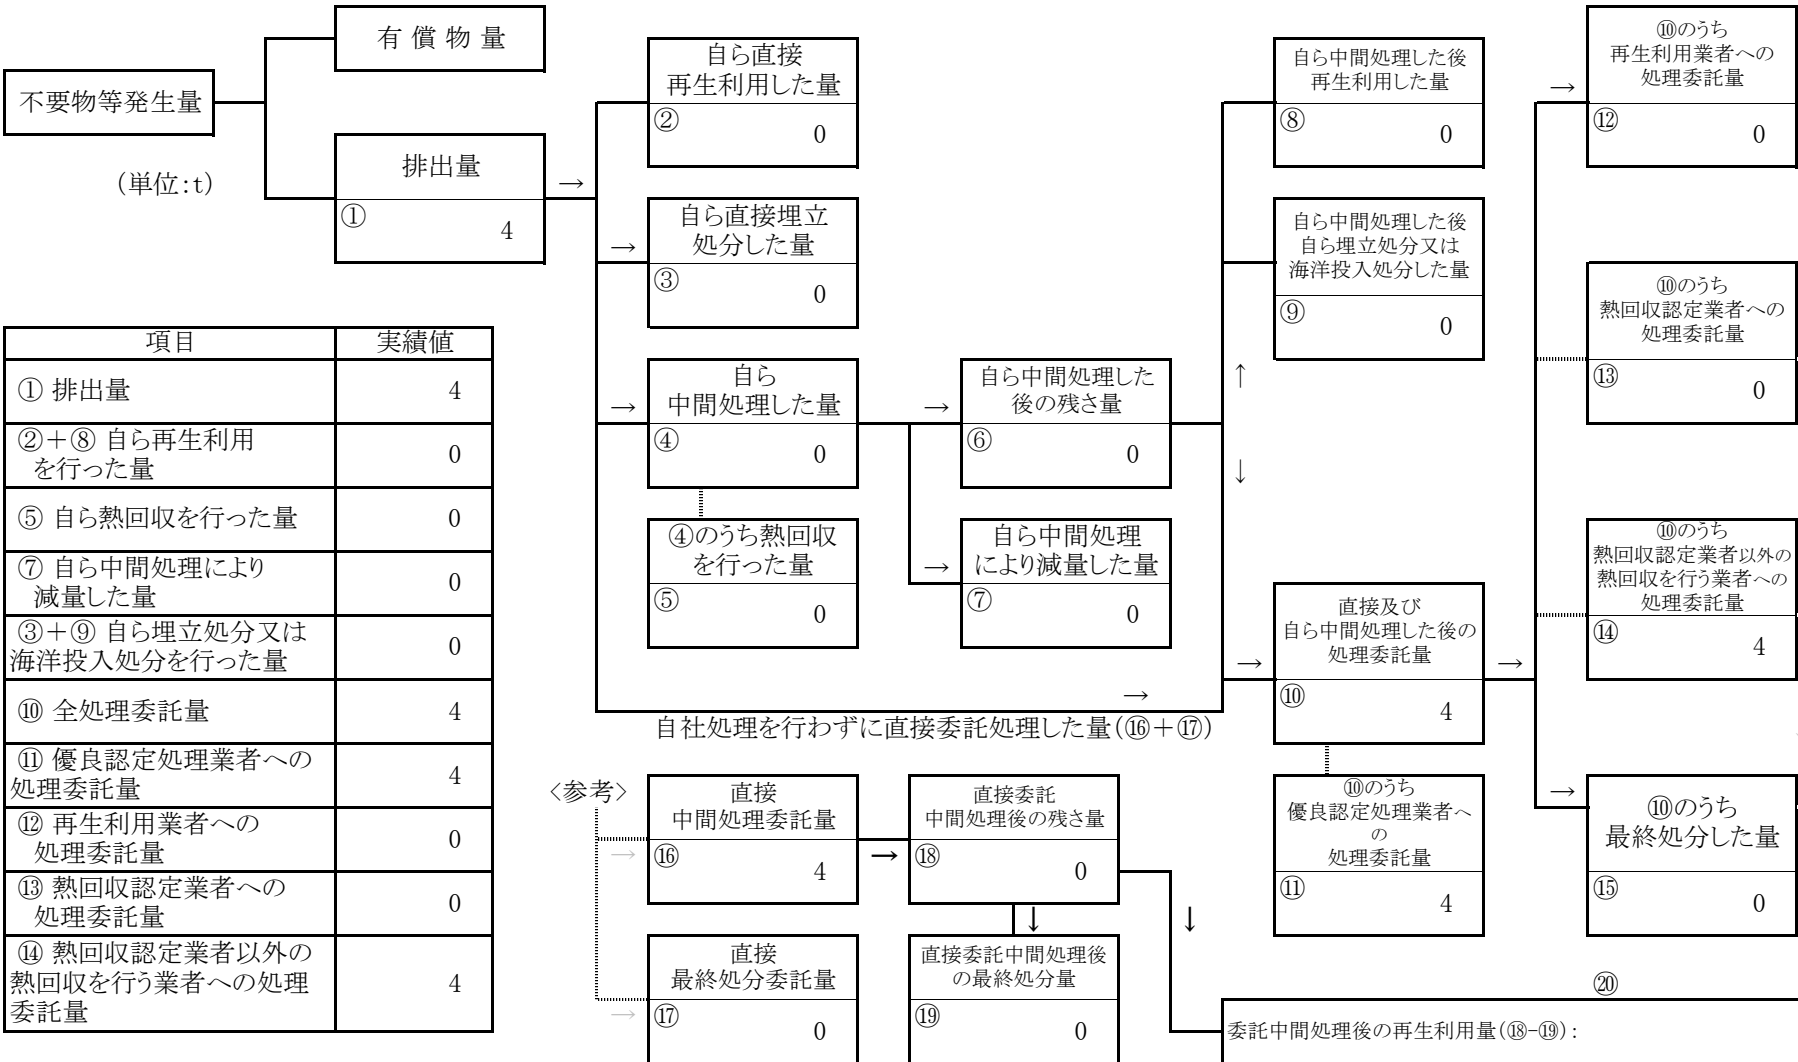 有 償 物 量
不要物等発生量
(単位:t)
排出量
①
4
→
自ら直接
再生利用した量
②
0
→
自ら直接埋立
処分した量
③
0
→
自ら
中間処理した量
④
0
④のうち熱回収
を行った量
⑤
0
→
自ら中間処理した
後の残さ量
⑥
0
→
自ら中間処理
により減量した量
⑦
0
自ら中間処理した後
再生利用した量
⑧
0
自ら中間処理した後
自ら埋立処分又は
海洋投入処分した量
⑨
0
↑
↓
→
自社処理を行わずに直接委託処理した量(⑯+⑰)
→
直接及び
自ら中間処理した後の
処理委託量
⑩
4
⑩のうち
優良認定処理業者へ
の
処理委託量
⑪
4
→
→
⑩のうち
再生利用業者への
処理委託量
⑫
0
⑩のうち
熱回収認定業者への
処理委託量
⑬
0
⑩のうち
熱回収認定業者以外の
熱回収を行う業者への
処理委託量
⑭
4
→
⑩のうち
最終処分した量
⑮
0
項目 実績値
① 排出量 4
②+⑧ 自ら再生利用
を行った量 0
⑤ 自ら熱回収を行った量 0
⑦ 自ら中間処理により
減量した量 0
③+⑨ 自ら埋立処分又は
海洋投入処分を行った量 0
⑩ 全処理委託量 4
⑪ 優良認定処理業者への
処理委託量 4
⑫ 再生利用業者への
処理委託量 0
⑬ 熱回収認定業者への
処理委託量 0
⑭ 熱回収認定業者以外の
熱回収を行う業者への処理
委託量 4
<参考>
→
直接
中間処理委託量
⑯
4
→
直接委託
中間処理後の残さ量
⑱
0
↓
↓
→
直接
最終処分委託量
⑰
0
直接委託中間処理後
の最終処分量
⑲
0
⑳
委託中間処理後の再生利用量(⑱-⑲):